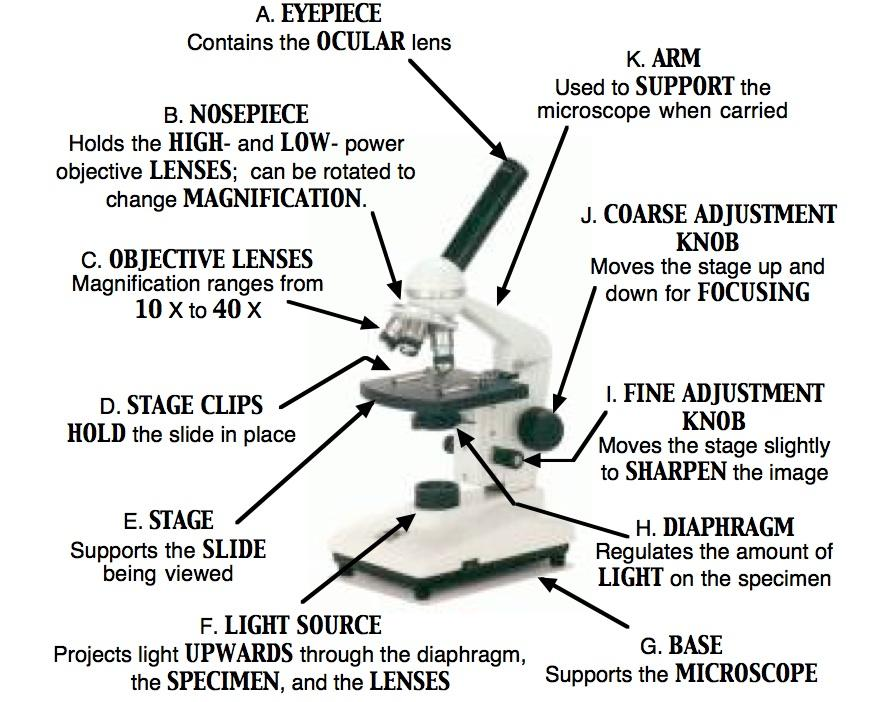 A. EYEPIECE
Contains the OCULAR lens
K. ARM
Used to SUPPORT the
microscope when carried
B. NOSEPIECE
Holds the HIGH- and LOW- power
objective LENSES; can be rotated to
change MAGNIFICATION.
J. COARSE ADJUSTMENT
KNOB
Moves the stage up and
down for FOCUSING
C. OBJECTIVE LENSES
Magnification ranges from
10 X to 40 X
D. STAGE CLIPS
HOLD the slide in place
I. FINE ADJUSTMENT
KNOB
Moves the stage slightly
to SHARPEN the image
E. STAGE
Supports the SLIDE
being viewed
H. DIAPHRAGM
Regulates the amount of
LIGHT on the specimen
F. LIGHT SOURCE
Projects light UPWARDS through the diaphragm,
the SPECIMEN, and the LENSES
G. BASE
Supports the MICROSCOPE